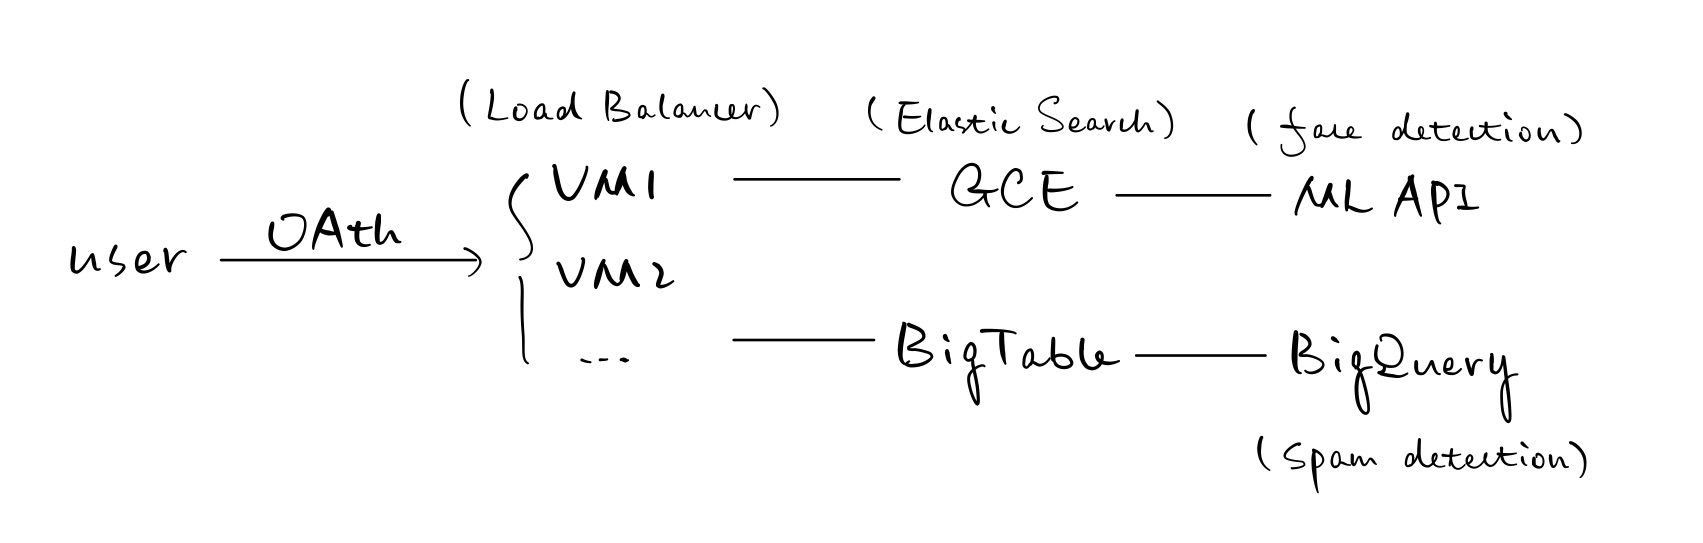 (Load Balancer) (Elastic Search) (face detection)
VM1 GCE ML API
user OAth VM2
... BigTable BigQuery
(Spam detection)